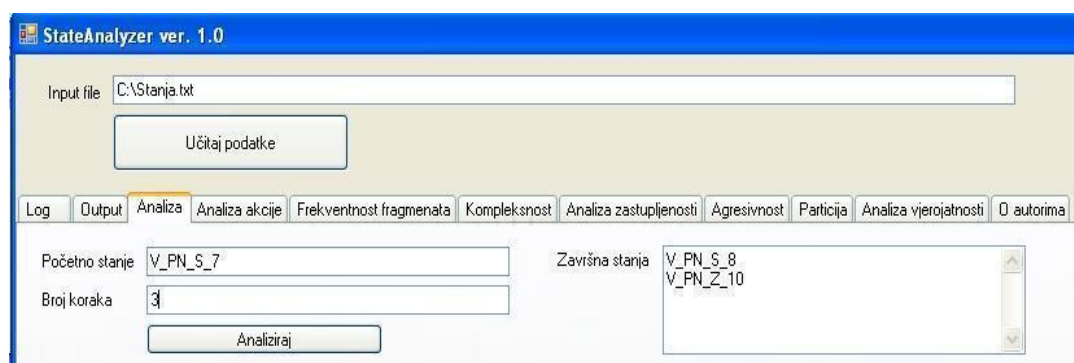 StateAnalyzer ver. 1.0
Input file C:\Stanja.txt
Učitaj podatke
Log Output Analiza Analiza akcije Frekventnost fragmenata Kompleksnost Analiza zastupljenosti Agresivnost Particija Analiza vjerojatnosti O autorima
Početno stanje V_PN_S_7 Završna stanja V_PN_S_8
V_PN_Z_10
Broj koraka 3
Analiziraj